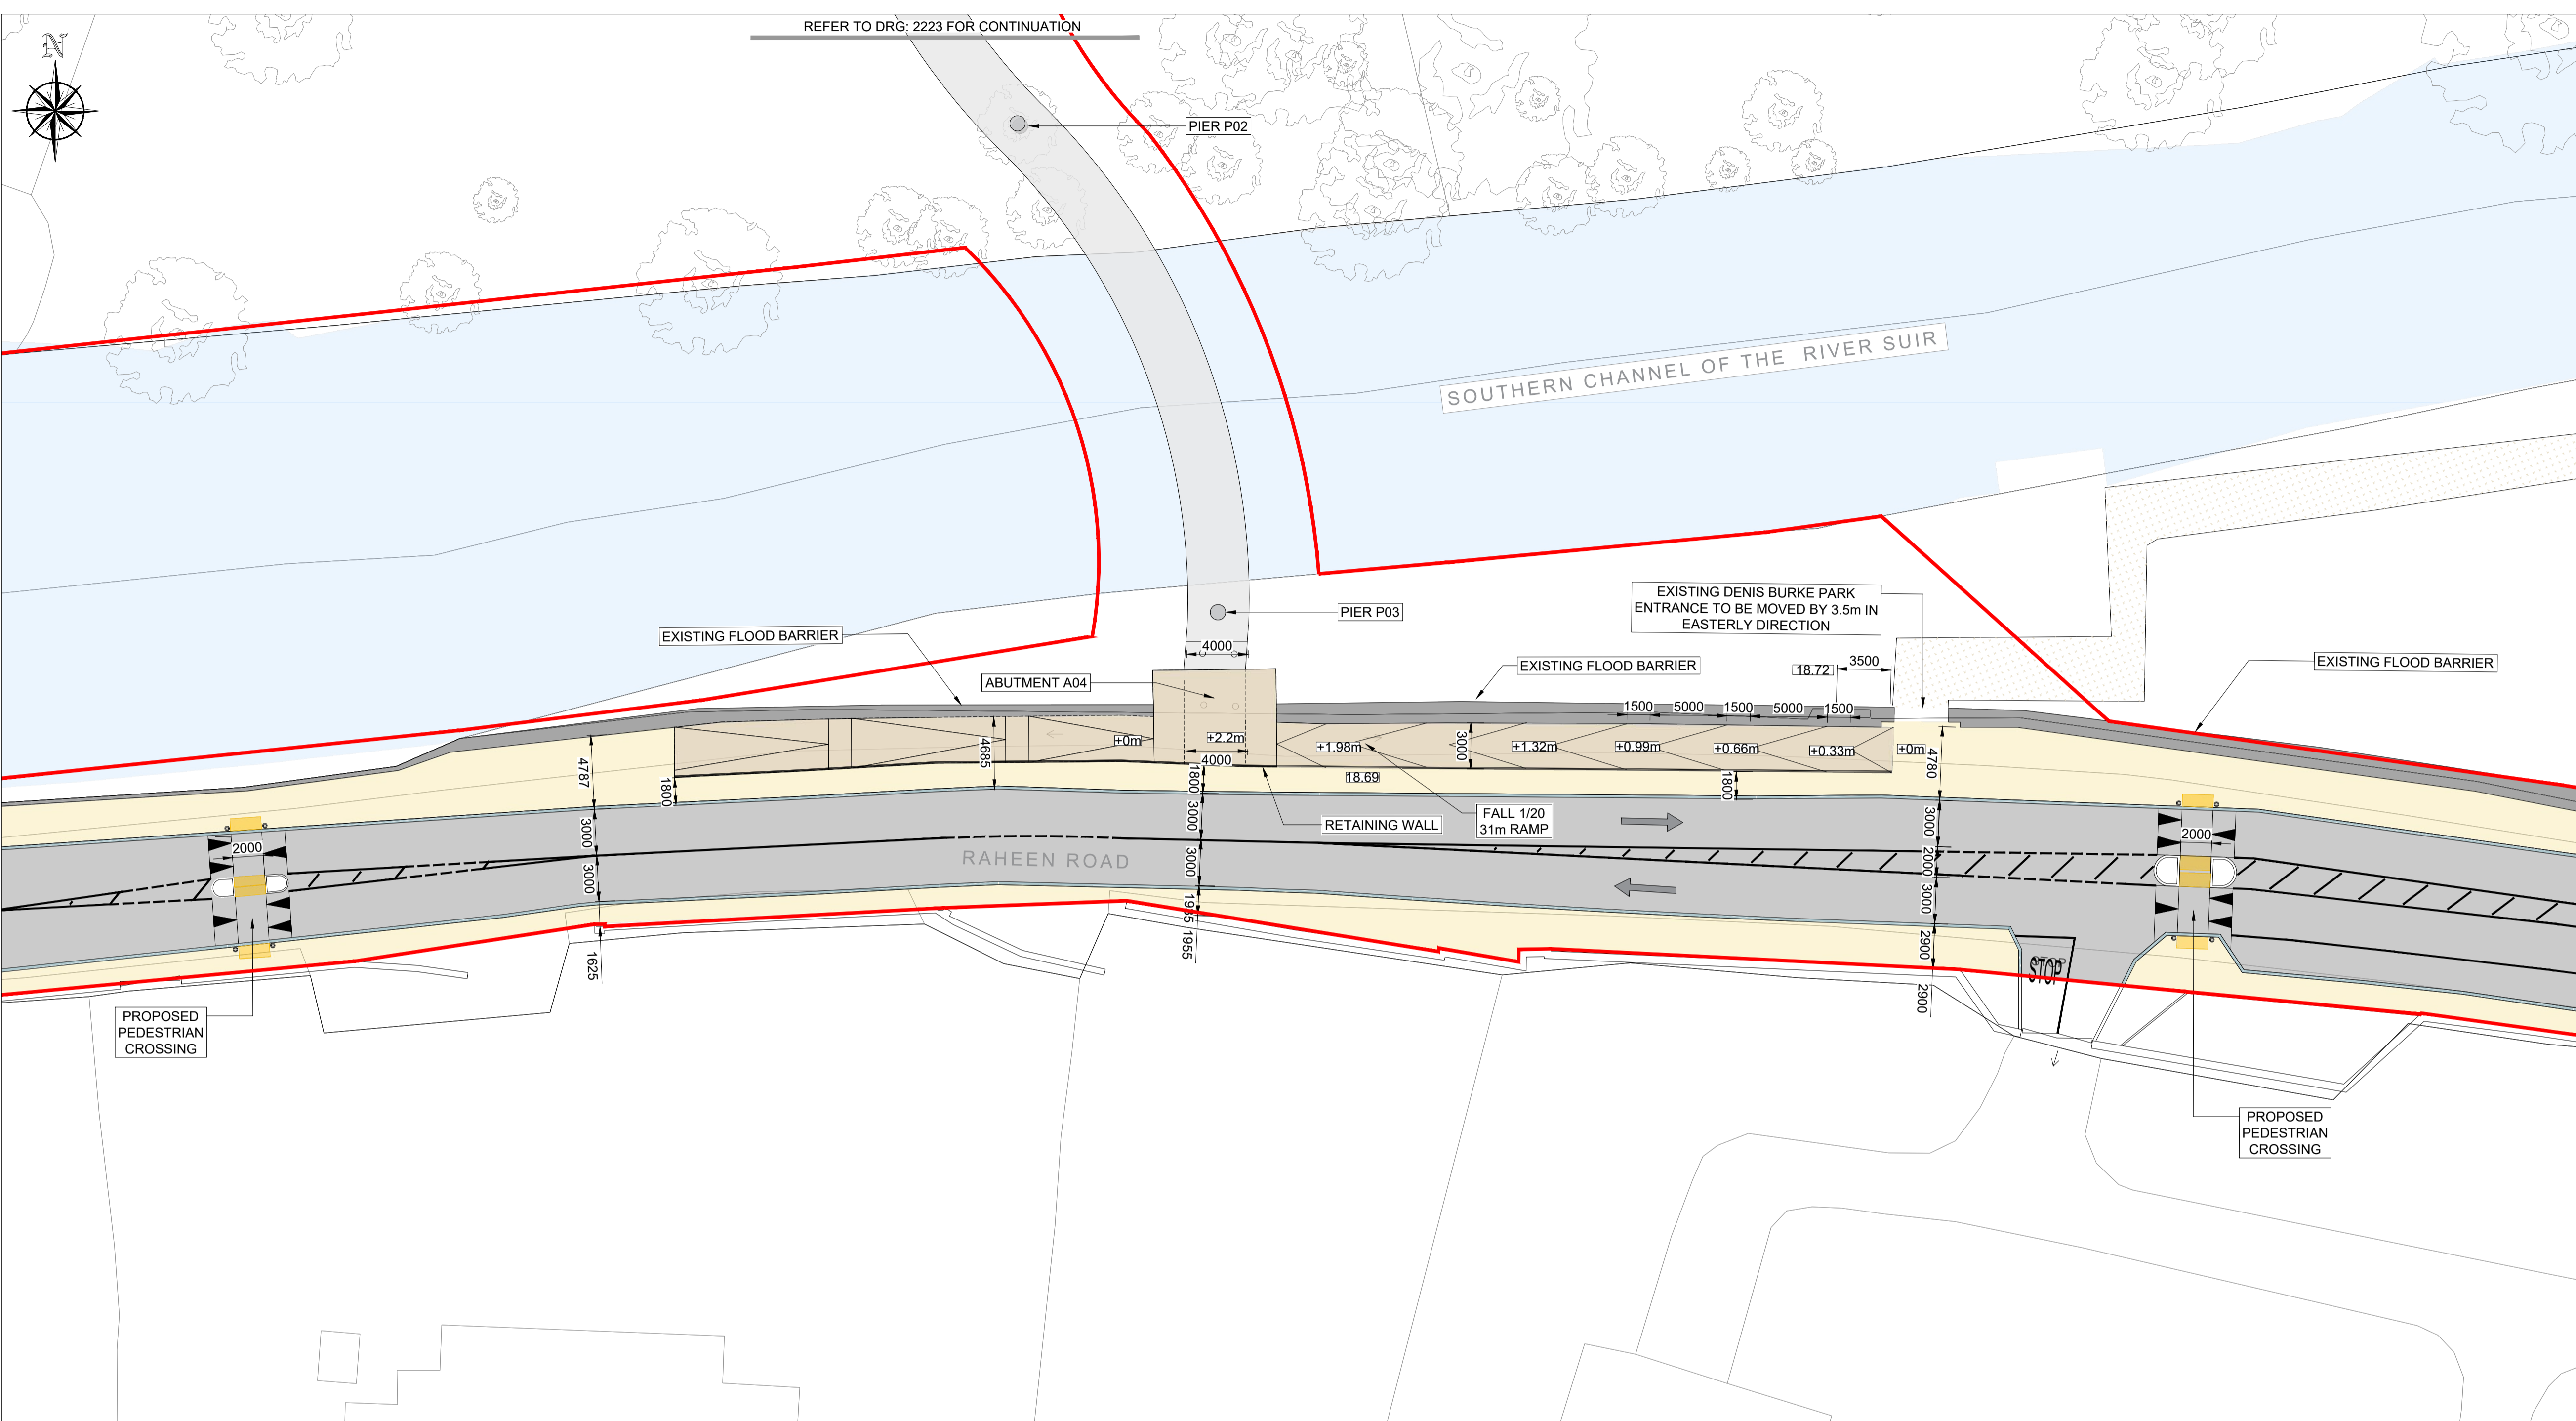 REFER TO DRG: 2223 FOR CONTINUATION
N
PIER P02
SOUTHERN CHANNEL OF THE RIVER SUIR
EXISTING DENIS BURKE PARK
ENTRANCE TO BE MOVED BY 3.5m IN
EASTERLY DIRECTION
PIER P03
EXISTING FLOOD BARRIER
4000
EXISTING FLOOD BARRIER
18.72
3500
EXISTING FLOOD BARRIER
ABUTMENT A04
1500
5000
1500
5000
1500
+0m
+2.2m
+1.98m
+1.32m
+0.99m
+0.66m
+0.33m
+0m
4787
4685
3000
4780
4000
18.69
1800
1800
1800
FALL 1/20
31m RAMP
RETAINING WALL
3000
3000
3000
2000
2000
RAHEEN ROAD
3000
3000
2000
3000
1935
2900
1955
1625
STOP
2900
PROPOSED
PEDESTRIAN
CROSSING
PROPOSED
PEDESTRIAN
CROSSING